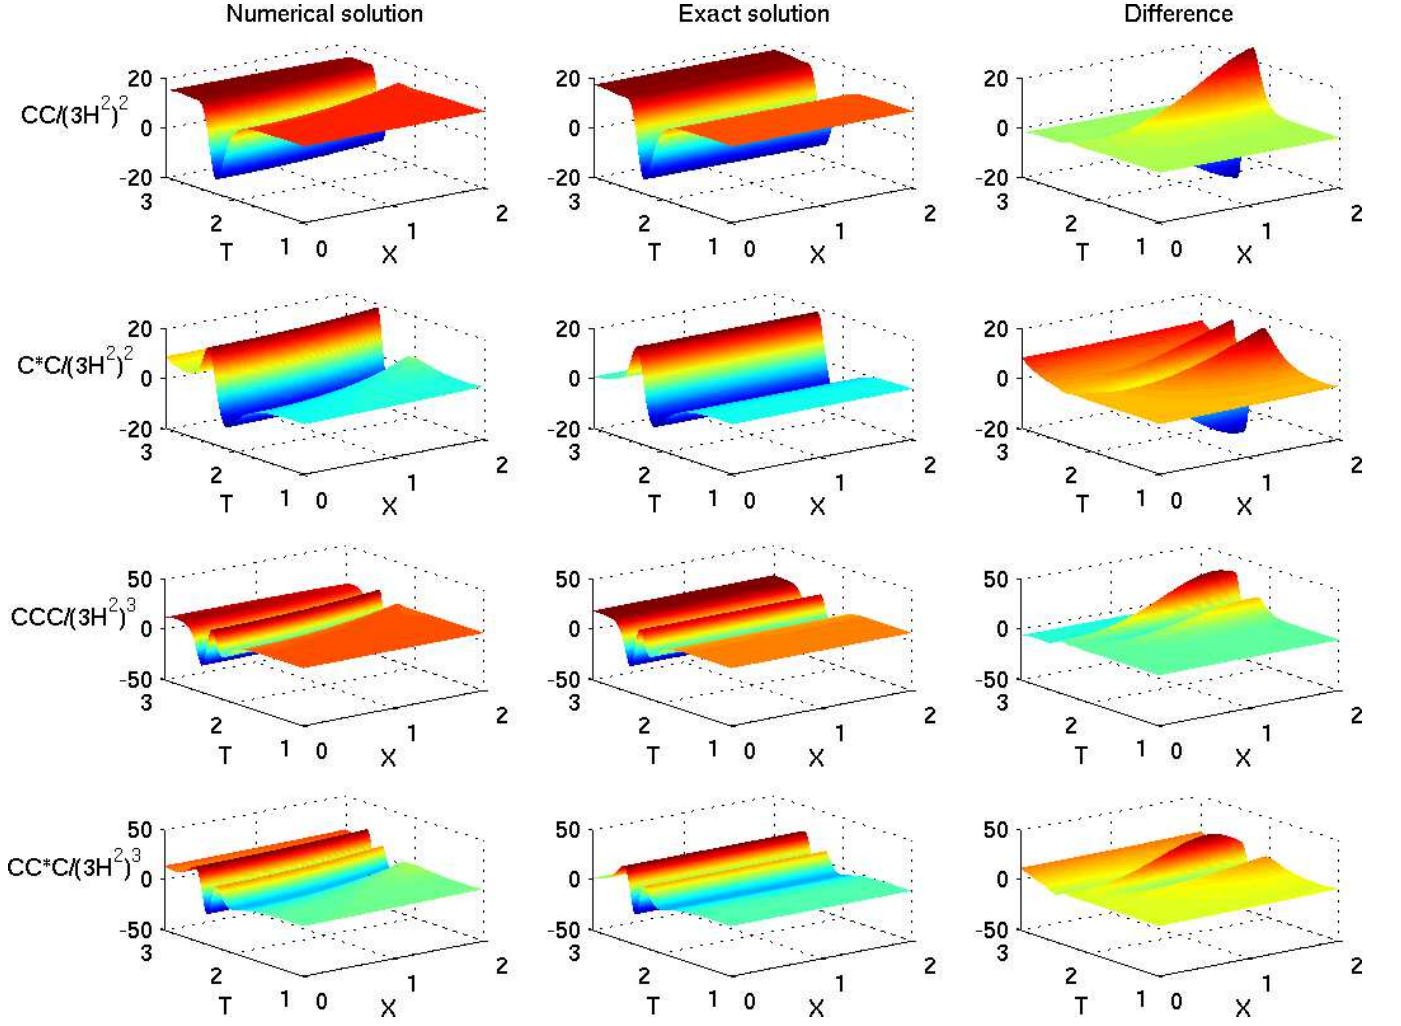 Numerical solution Exact solution Difference
CC/(3H²)²
20 0 -20 3 2 1 T 0 1 2 X
20 0 -20 3 2 1 T 0 1 2 X
20 0 -20 3 2 1 T 0 1 2 X
C*C/(3H²)²
20 0 -20 3 2 1 T 0 1 2 X
20 0 -20 3 2 1 T 0 1 2 X
20 0 -20 3 2 1 T 0 1 2 X
CCC/(3H²)³
50 0 -50 3 2 1 T 0 1 2 X
50 0 -50 3 2 1 T 0 1 2 X
50 0 -50 3 2 1 T 0 1 2 X
CC*C/(3H²)³
50 0 -50 3 2 1 T 0 1 2 X
50 0 -50 3 2 1 T 0 1 2 X
50 0 -50 3 2 1 T 0 1 2 X